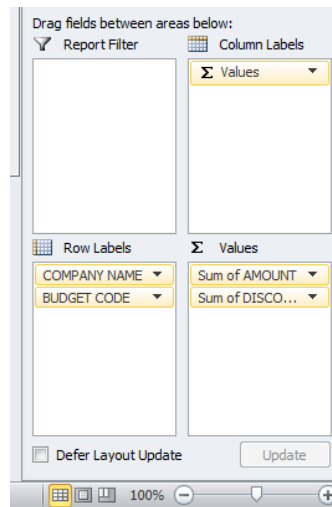 Drag fields between areas below:
Report Filter
Column Labels
Σ Values
Row Labels
Σ Values
COMPANY NAME
BUDGET CODE
Sum of AMOUNT
Sum of DISCO...
Defer Layout Update
Update
100%